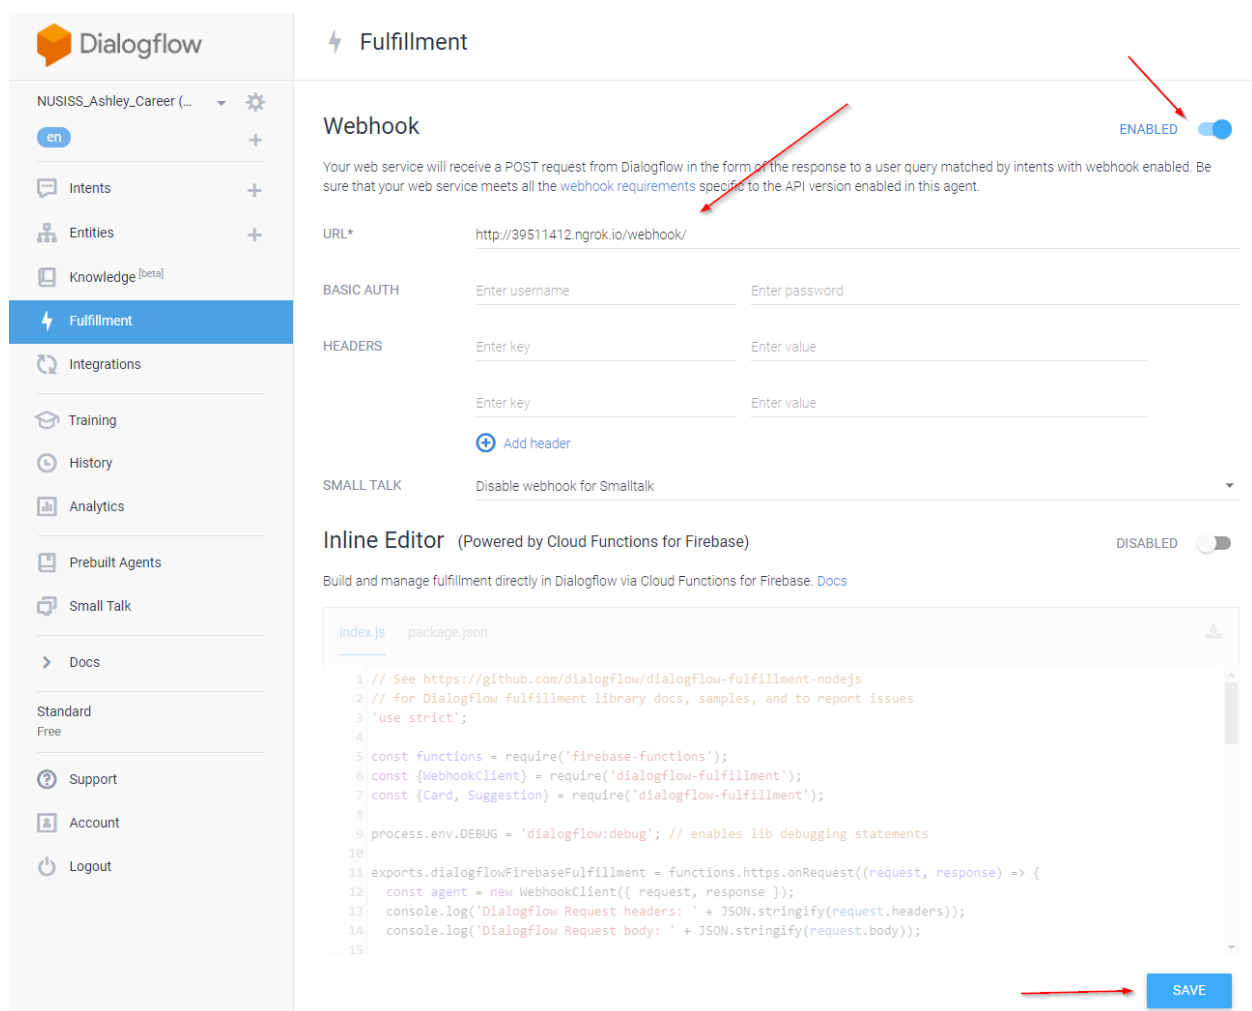 Dialogflow
Fulfillment
NUSISS_Ashley_Career (...
en
Intents
Entities
Knowledge [beta]
Fulfillment
Integrations
Training
History
Analytics
Prebuilt Agents
Small Talk
Docs
Standard
Free
Support
Account
Logout
Webhook
ENABLED
Your web service will receive a POST request from Dialogflow in the form of the response to a user query matched by intents with webhook enabled. Be
sure that your web service meets all the webhook requirements specific to the API version enabled in this agent.
URL* http://39511412.ngrok.io/webhook/
BASIC AUTH Enter username Enter password
HEADERS Enter key Enter value
Enter key Enter value
Add header
SMALL TALK Disable webhook for Smalltalk
Inline Editor (Powered by Cloud Functions for Firebase) DISABLED
Build and manage fulfillment directly in Dialogflow via Cloud Functions for Firebase. Docs
index.js package.json
1 // See https://github.com/dialogflow/dialogflow-fulfillment-nodejs
2 // for Dialogflow fulfillment library docs, samples, and to report issues
3 'use strict';
4
5 const functions = require('firebase-functions');
6 const {WebhookClient} = require('dialogflow-fulfillment');
7 const {Card, Suggestion} = require('dialogflow-fulfillment');
8
9 process.env.DEBUG = 'dialogflow:debug'; // enables lib debugging statements
10
11 exports.dialogflowFirebaseFulfillment = functions.https.onRequest((request, response) => {
12 const agent = new WebhookClient({ request, response });
13 console.log('Dialogflow Request headers: ' + JSON.stringify(request.headers));
14 console.log('Dialogflow Request body: ' + JSON.stringify(request.body));
15
SAVE